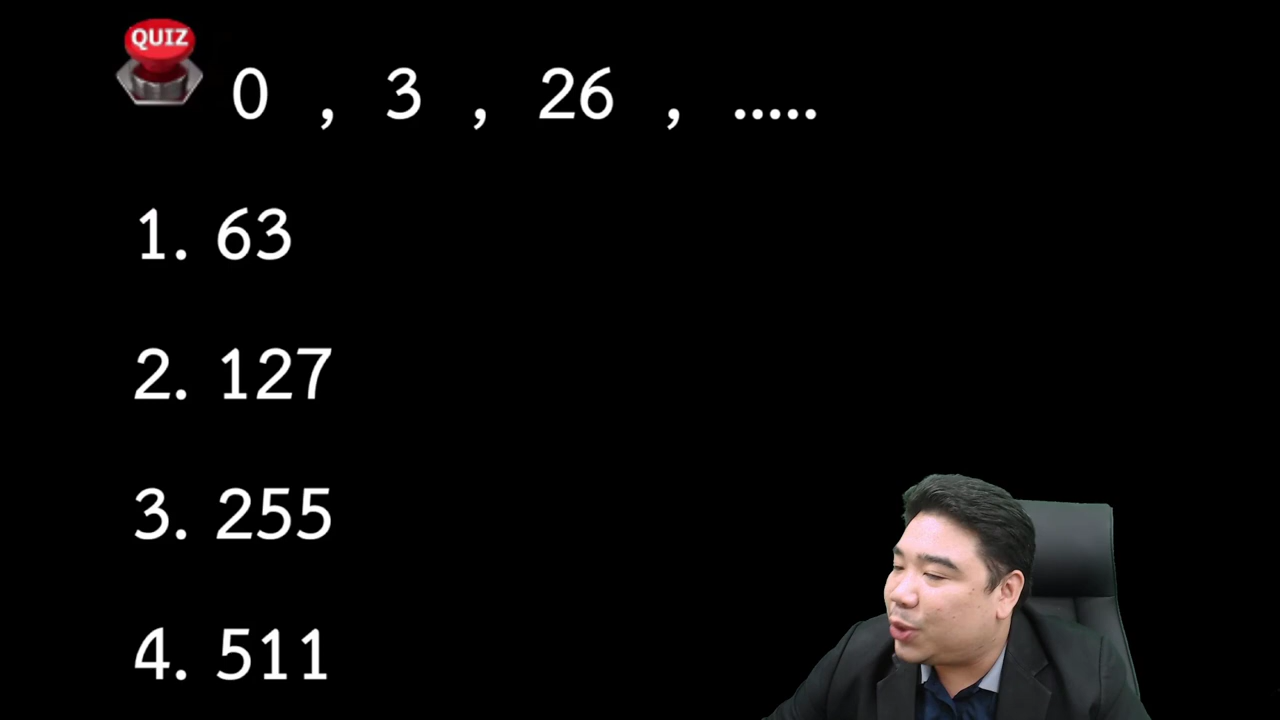 QUIZ
0 , 3 , 26 , .....
1. 63
2. 127
3. 255
4. 511